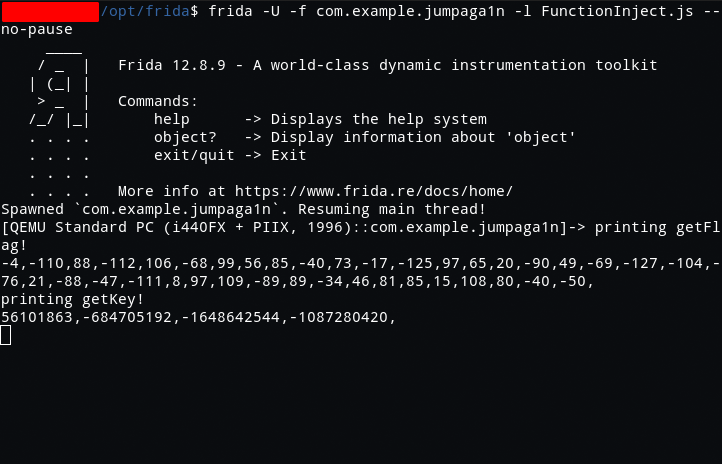 /opt/frida$ frida -U -f com.example.jumpaga1n -l FunctionInject.js --
no-pause
     ____
    / _  |   Frida 12.8.9 - A world-class dynamic instrumentation toolkit
   | (_| |
    > _  |   Commands:
   /_/ |_|       help      -> Displays the help system
   . . . .       object?   -> Display information about 'object'
   . . . .       exit/quit -> Exit
   . . . .
   . . . .   More info at https://www.frida.re/docs/home/
Spawned `com.example.jumpaga1n`. Resuming main thread!
[QEMU Standard PC (i440FX + PIIX, 1996)::com.example.jumpaga1n]-> printing getFl
ag!
-4,-110,88,-112,106,-68,99,56,85,-40,73,-17,-125,97,65,20,-90,49,-69,-127,-104,-
76,21,-88,-47,-111,8,97,109,-89,89,-34,46,81,85,15,108,80,-40,-50,
printing getKey!
56101863,-684705192,-1648642544,-1087280420,